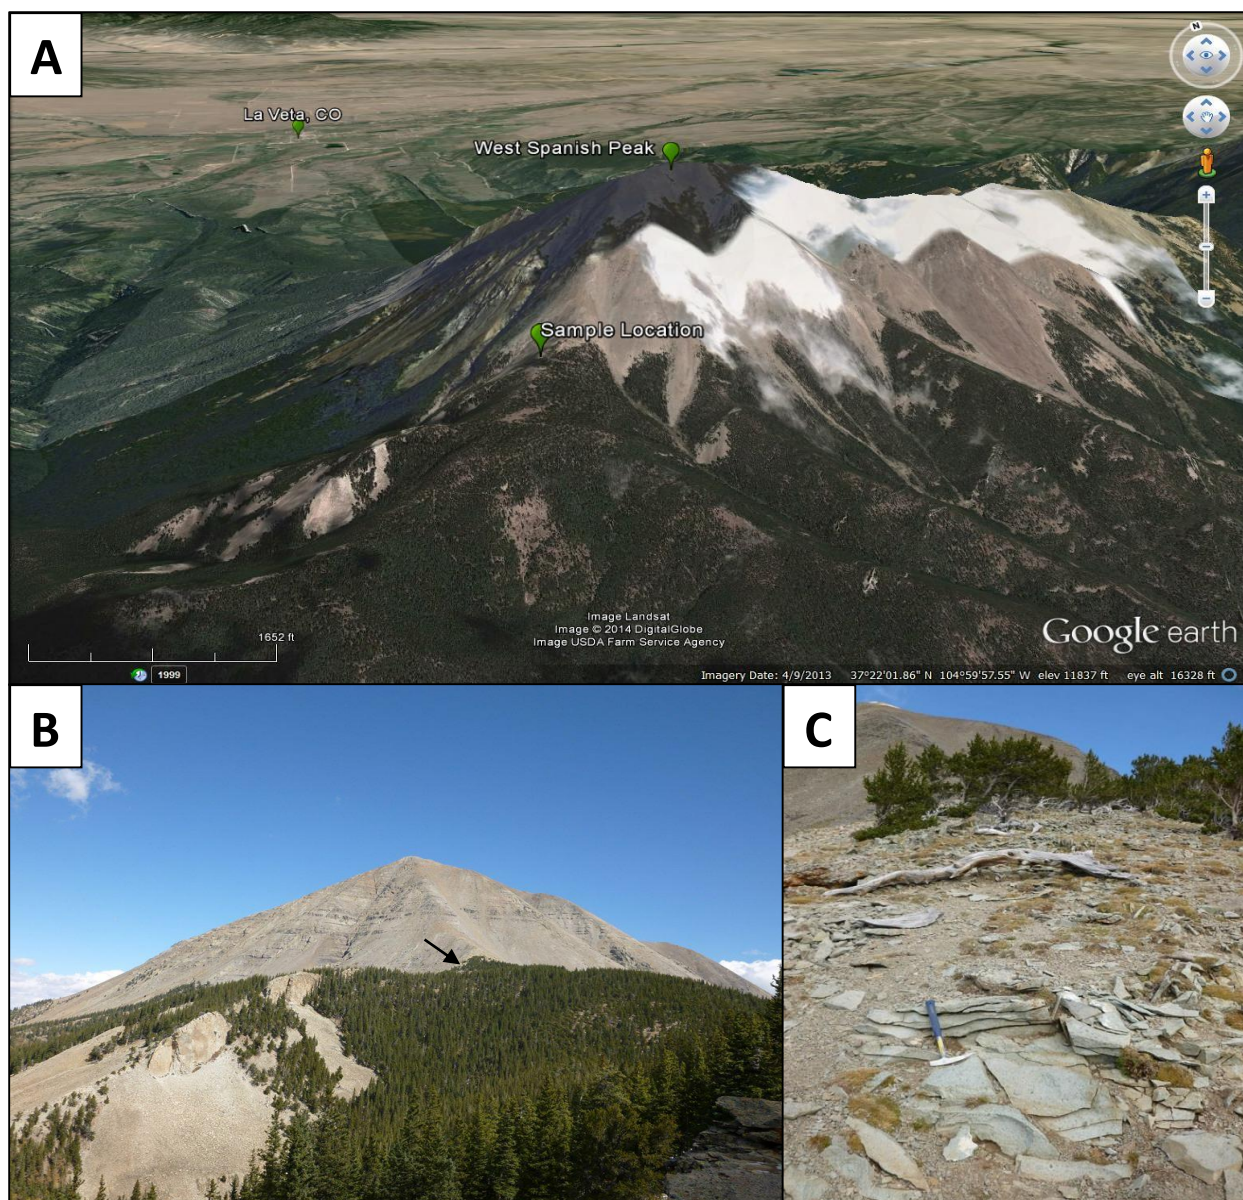 A
N
La Veta, CO
West Spanish Peak
Sample Location
1652 ft
Image Landsat
Image © 2014 DigitalGlobe
Image USDA Farm Service Agency
Google earth
1999
Imagery Date: 4/9/2013 37°22'01.86" N 104°59'57.55" W elev 11837 ft eye alt 16328 ft
B
C